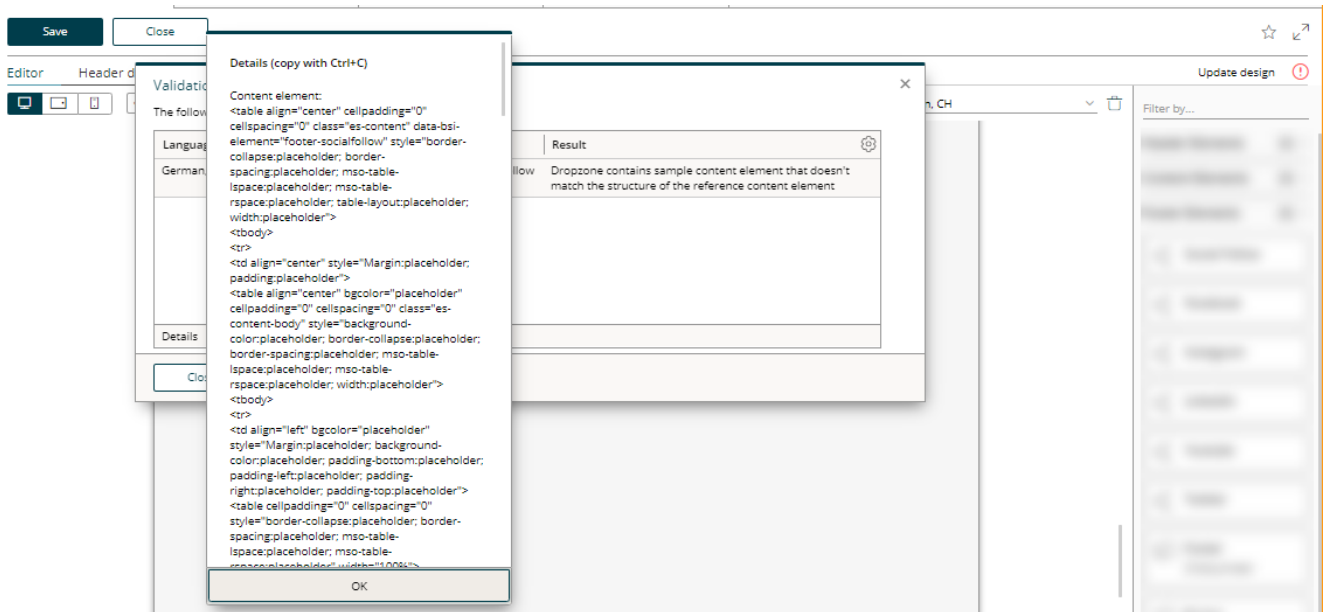 Save
Close
Editor
Header d
Update design
n, CH
Filter by...
Validatio
The follow
Languag
Result
German,
llow
Dropzone contains sample content element that doesn't
match the structure of the reference content element
Details
Clos
Details (copy with Ctrl+C)
Content element:
<table align="center" cellpadding="0"
cellspacing="0" class="es-content" data-bsi-
element="footer-socialfollow" style="border-
collapse:placeholder; border-
spacing:placeholder; mso-table-
lspace:placeholder; mso-table-
rspace:placeholder; table-layout:placeholder;
width:placeholder">
<tbody>
<tr>
<td align="center" style="Margin:placeholder;
padding:placeholder">
<table align="center" bgcolor="placeholder"
cellpadding="0" cellspacing="0" class="es-
content-body" style="background-
color:placeholder; border-collapse:placeholder;
border-spacing:placeholder; mso-table-
lspace:placeholder; mso-table-
rspace:placeholder; width:placeholder">
<tbody>
<tr>
<td align="left" bgcolor="placeholder"
style="Margin:placeholder; background-
color:placeholder; padding-bottom:placeholder;
padding-left:placeholder; padding-
right:placeholder; padding-top:placeholder">
<table cellpadding="0" cellspacing="0"
style="border-collapse:placeholder; border-
spacing:placeholder; mso-table-
lspace:placeholder; mso-table-
rspace:placeholder" width="100%">
OK